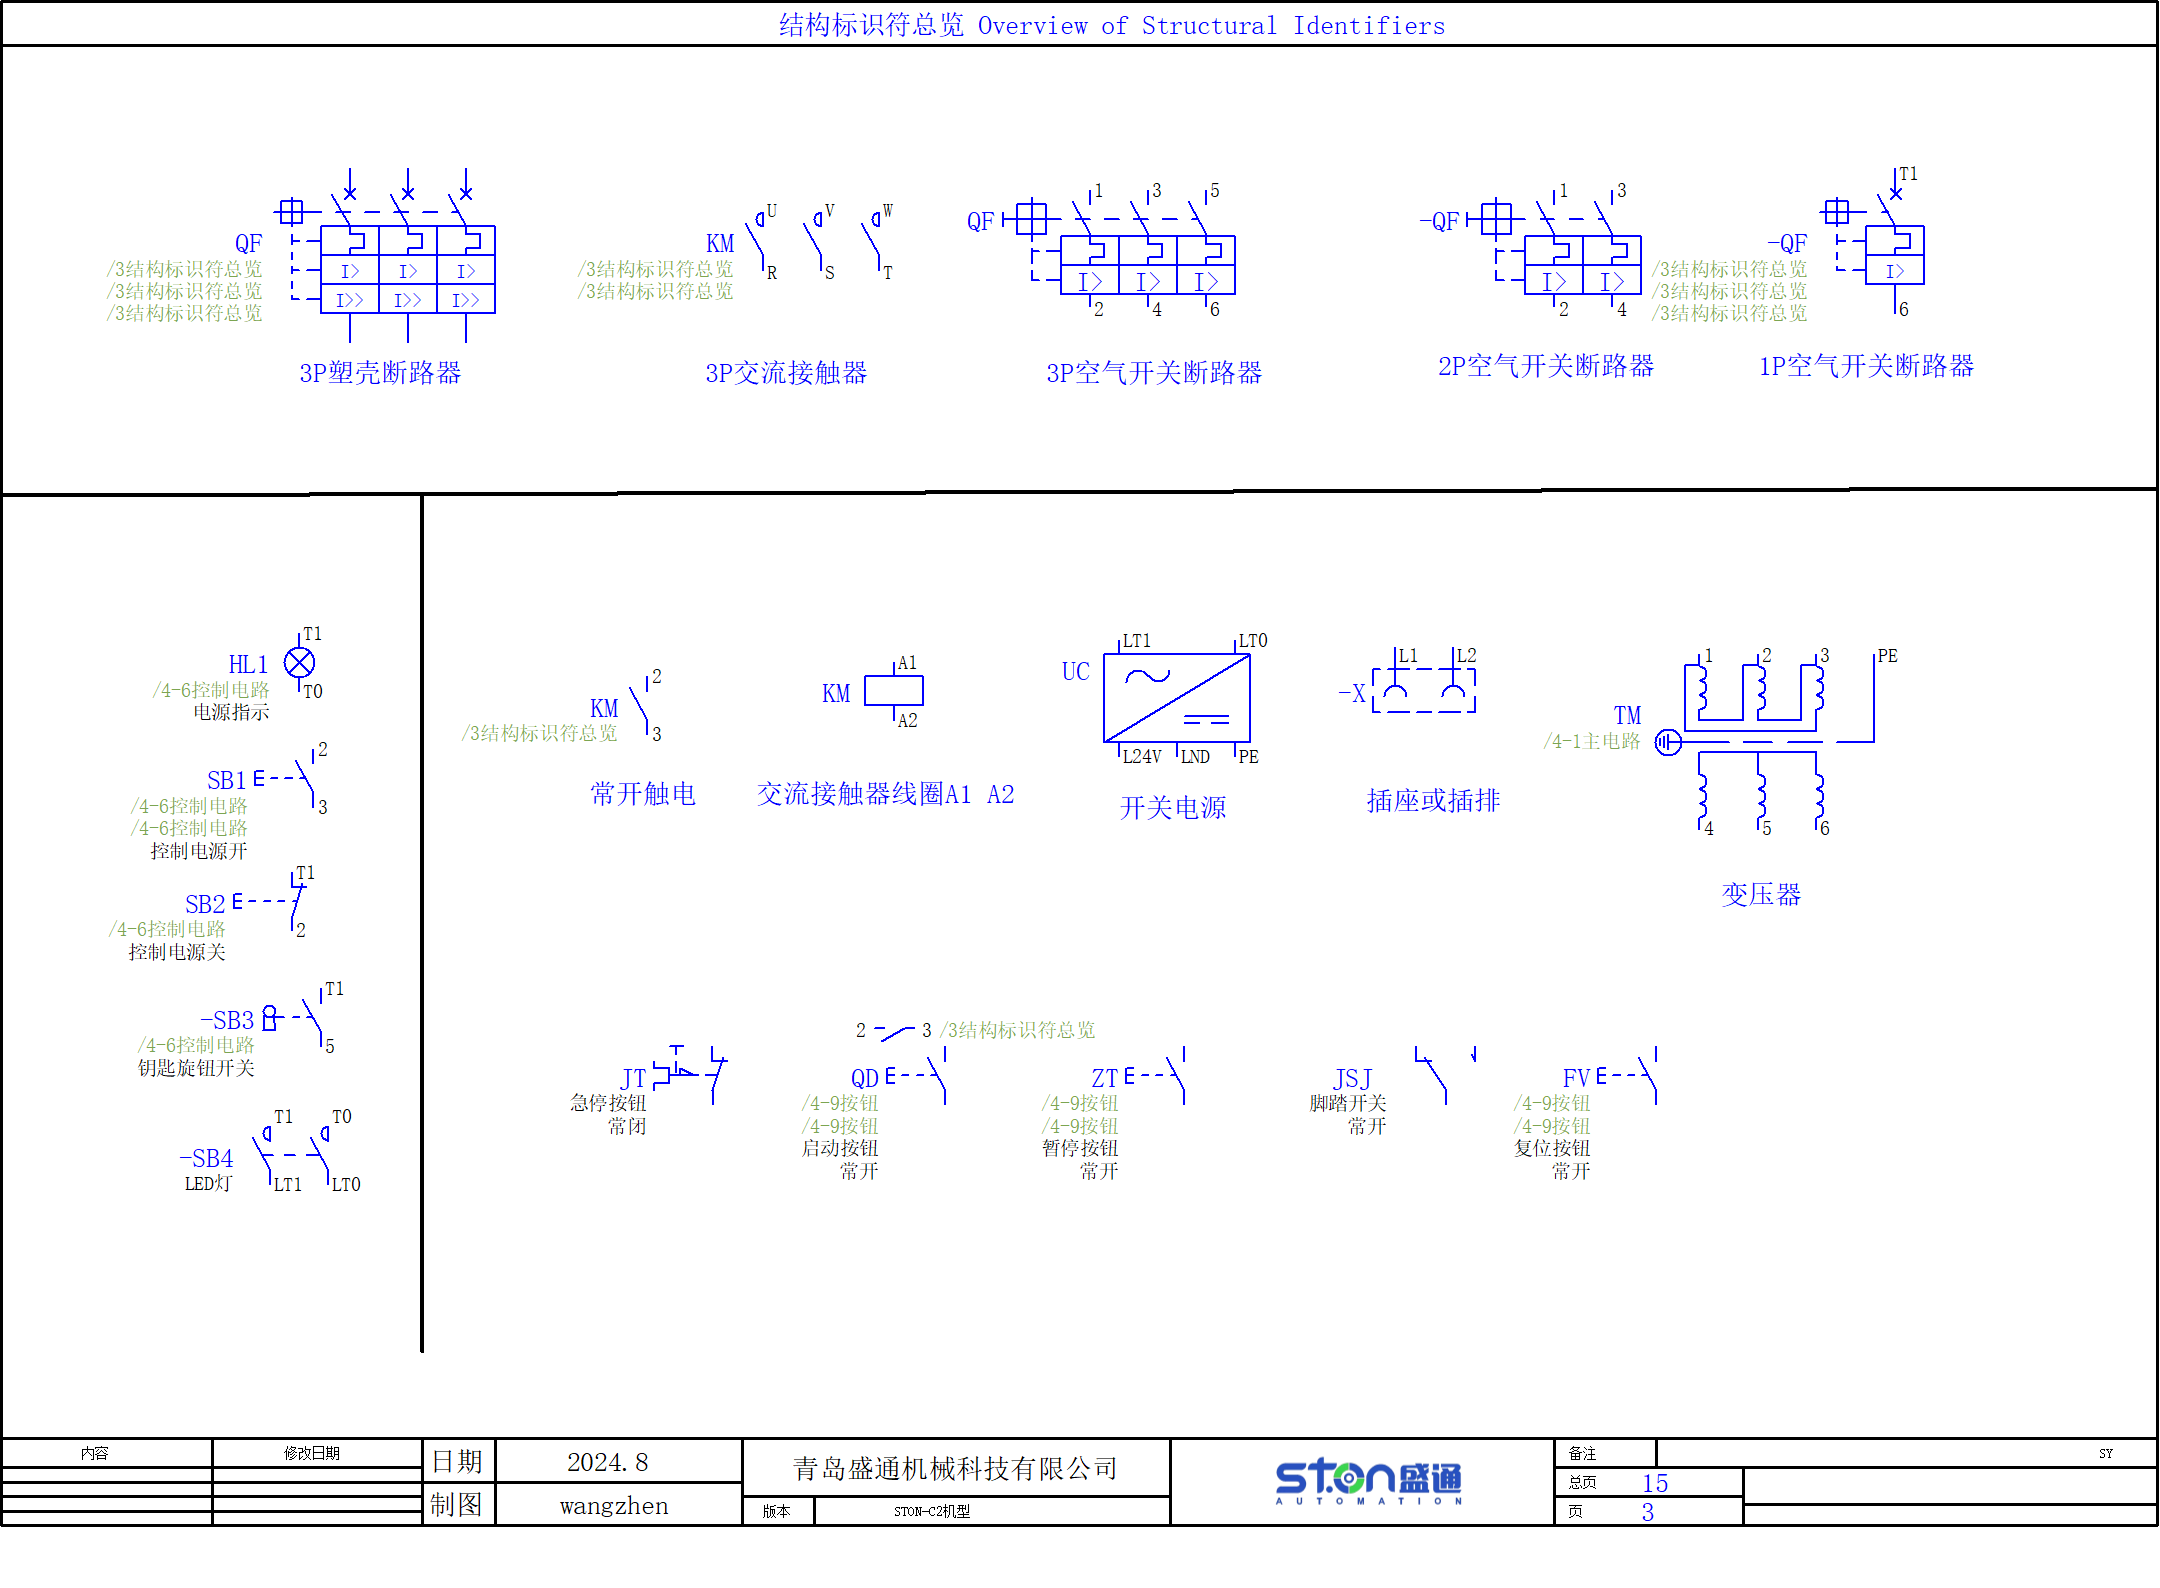 结构标识符总览 Overview of Structural Identifiers
QF
/3结构标识符总览
/3结构标识符总览
/3结构标识符总览
I> I> I>
I>> I>> I>>
3P塑壳断路器
KM
/3结构标识符总览
/3结构标识符总览
U V W
R S T
3P交流接触器
QF
1 3 5
I> I> I>
2 4 6
3P空气开关断路器
-QF
1 3
I> I>
2 4
2P空气开关断路器
-QF
/3结构标识符总览
/3结构标识符总览
/3结构标识符总览
T1
I>
6
1P空气开关断路器
HL1
/4-6控制电路
电源指示
T1
T0
SB1
/4-6控制电路
/4-6控制电路
控制电源开
2
3
SB2
/4-6控制电路
控制电源关
T1
2
-SB3
/4-6控制电路
钥匙旋钮开关
T1
5
-SB4
LED灯
T1 T0
LT1 LT0
KM
/3结构标识符总览
2
3
常开触电
KM
A1
A2
交流接触器线圈A1 A2
UC
LT1 LT0
L24V LND PE
开关电源
-X
L1 L2
插座或插排
TM
/4-1主电路
1 2 3 PE
4 5 6
变压器
JT
急停按钮
常闭
2 3 /3结构标识符总览
QD
/4-9按钮
/4-9按钮
启动按钮
常开
ZT
/4-9按钮
/4-9按钮
暂停按钮
常开
JSJ
脚踏开关
常开
FV
/4-9按钮
/4-9按钮
复位按钮
常开
内容 修改日期
日期 2024.8
制图 wangzhen
青岛盛通机械科技有限公司
版本 STON-C2机型
STON盛通
AUTOMATION
备注 SY
总页 15
页 3